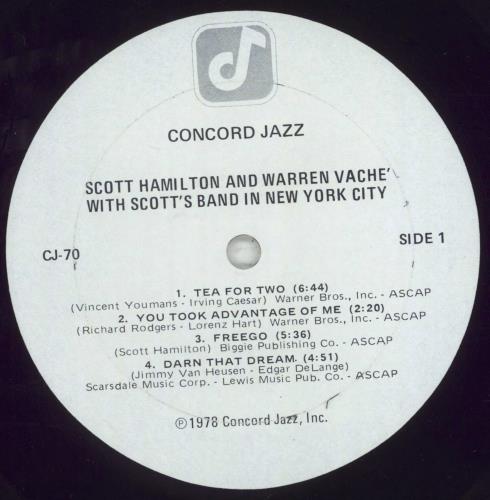 CONCORD JAZZ
SCOTT HAMILTON AND WARREN VACHE'
WITH SCOTT'S BAND IN NEW YORK CITY
CJ-70
SIDE 1
1. TEA FOR TWO (6:44)
(Vincent Youmans - Irving Caesar) Warner Bros., Inc. - ASCAP
2. YOU TOOK ADVANTAGE OF ME (2:20)
(Richard Rodgers - Lorenz Hart) Warner Bros., Inc. - ASCAP
3. FREEGO (5:36)
(Scott Hamilton) Biggie Publishing Co. - ASCAP
4. DARN THAT DREAM (4:51)
(Jimmy Van Heusen - Edgar DeLange)
Scarsdale Music Corp. - Lewis Music Pub. Co. - ASCAP
℗1978 Concord Jazz, Inc.